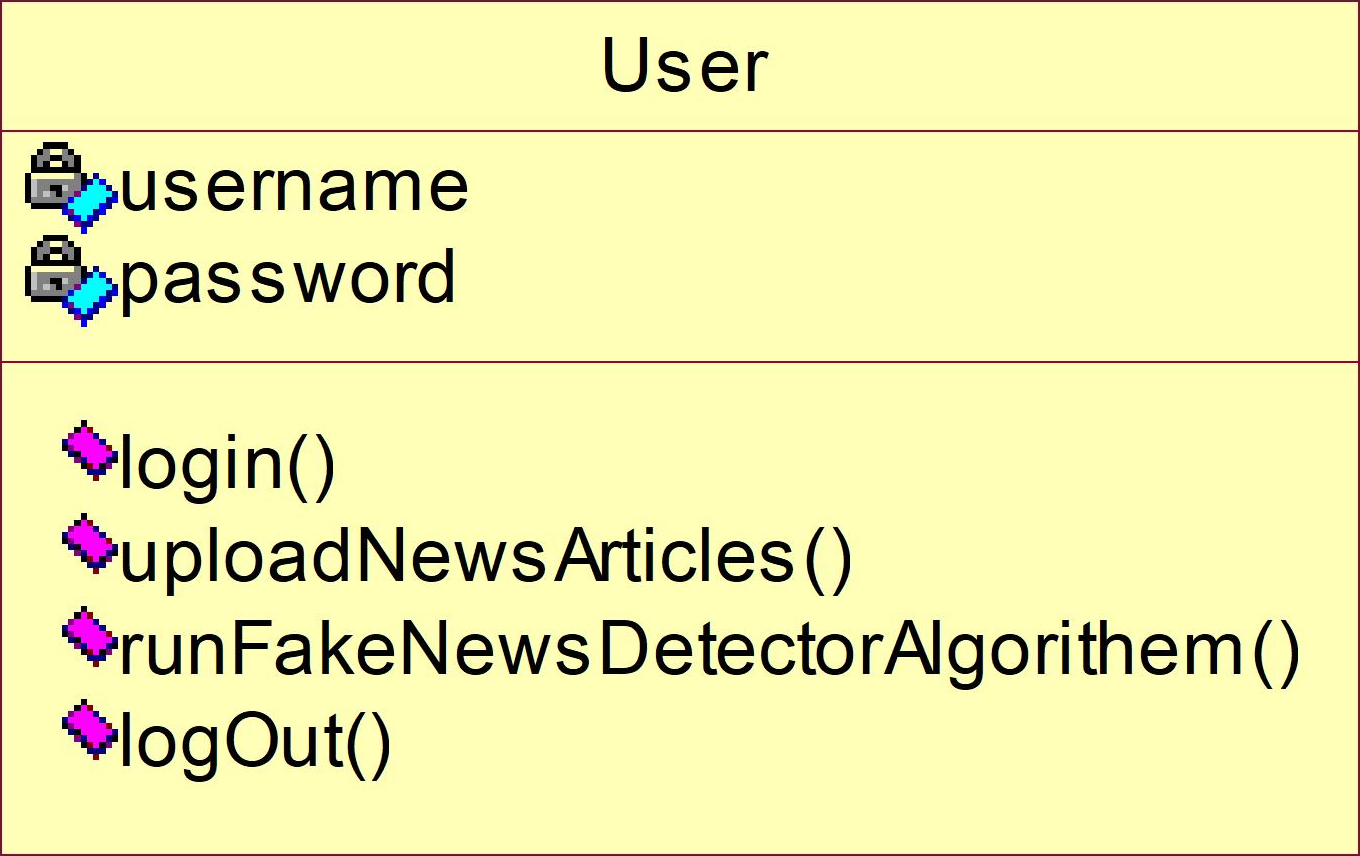 User
username
password
login()
uploadNewsArticles()
runFakeNewsDetectorAlgorithem()
logOut()